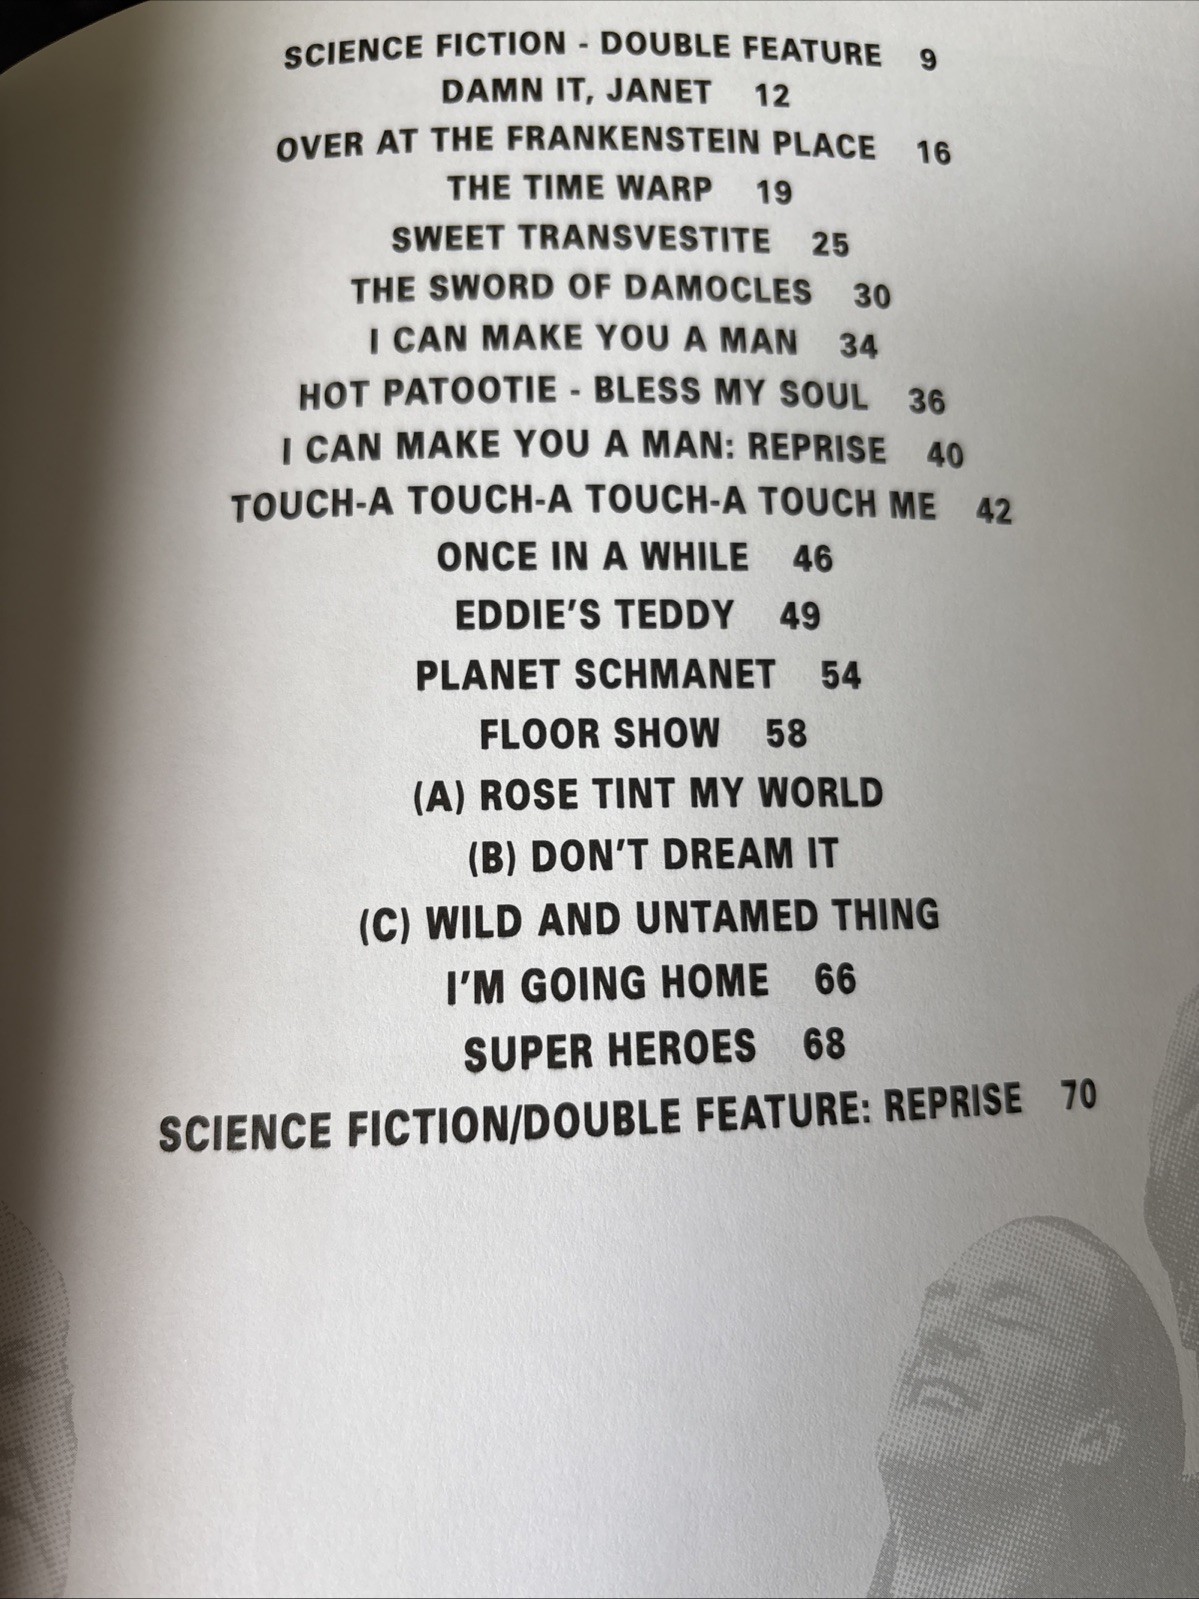 SCIENCE FICTION - DOUBLE FEATURE 9
DAMN IT, JANET 12
OVER AT THE FRANKENSTEIN PLACE 16
THE TIME WARP 19
SWEET TRANSVESTITE 25
THE SWORD OF DAMOCLES 30
I CAN MAKE YOU A MAN 34
HOT PATOOTIE - BLESS MY SOUL 36
I CAN MAKE YOU A MAN: REPRISE 40
TOUCH-A TOUCH-A TOUCH-A TOUCH ME 42
ONCE IN A WHILE 46
EDDIE'S TEDDY 49
PLANET SCHMANET 54
FLOOR SHOW 58
(A) ROSE TINT MY WORLD
(B) DON'T DREAM IT
(C) WILD AND UNTAMED THING
I'M GOING HOME 66
SUPER HEROES 68
SCIENCE FICTION/DOUBLE FEATURE: REPRISE 70